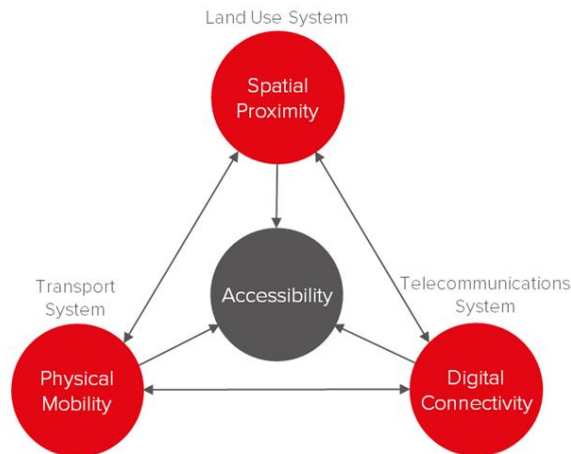 Land Use System
Spatial
Proximity
Accessibility
Transport
System
Telecommunications
System
Physical
Mobility
Digital
Connectivity